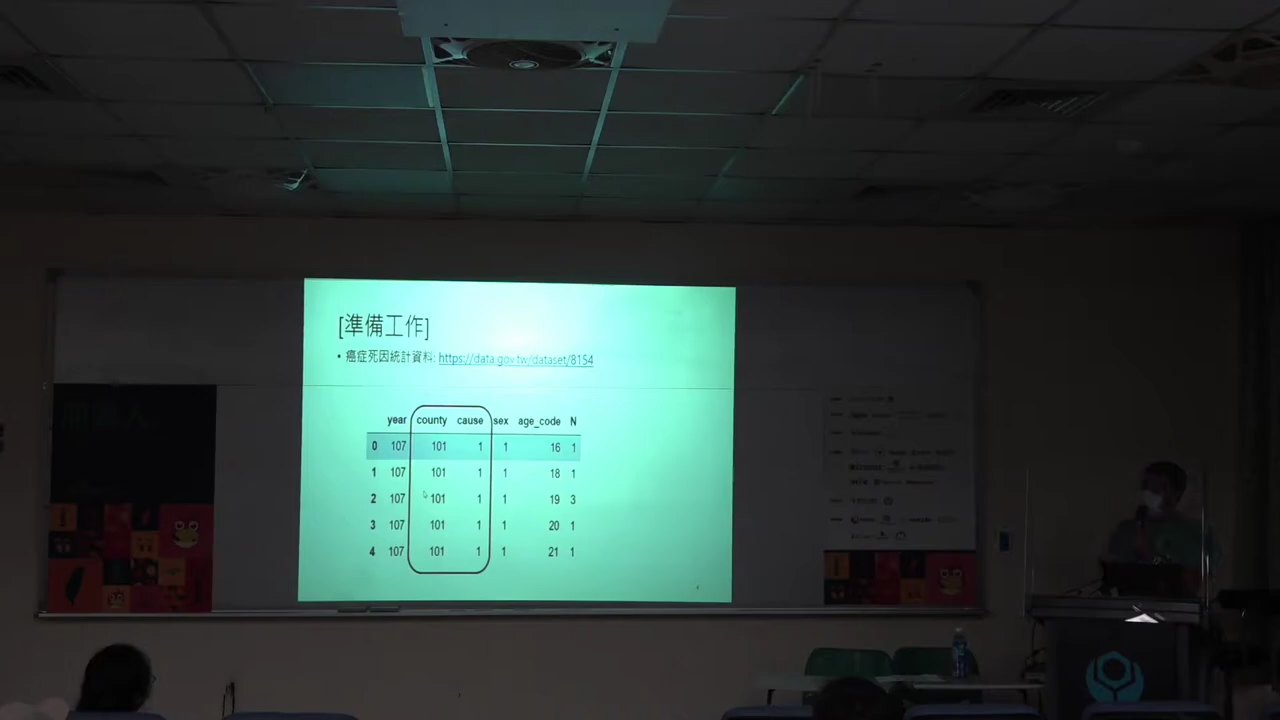 [準備工作]
• 癌症死因統計資料: https://data.gov.tw/dataset/8154
year county cause sex age_code N
0 107 101 1 1 16 1
1 107 101 1 1 18 1
2 107 101 1 1 19 3
3 107 101 1 1 20 1
4 107 101 1 1 21 1